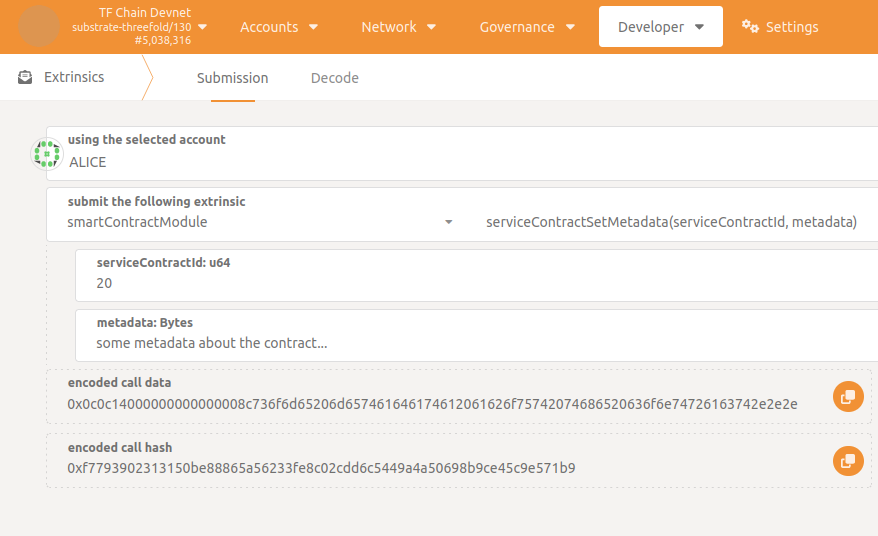 TF Chain Devnet
substrate-threefold/130
#5,038,316
Accounts
Network
Governance
Developer
Settings
Extrinsics
Submission
Decode
using the selected account
ALICE
submit the following extrinsic
smartContractModule
serviceContractSetMetadata(serviceContractId, metadata)
serviceContractId: u64
20
metadata: Bytes
some metadata about the contract...
encoded call data
0x0c0c14000000000000008c736f6d65206d657461646174612061626f75742074686520636f6e74726163742e2e2e
encoded call hash
0xf7793902313150be88865a56233fe8c02cdd6c5449a4a50698b9ce45c9e571b9